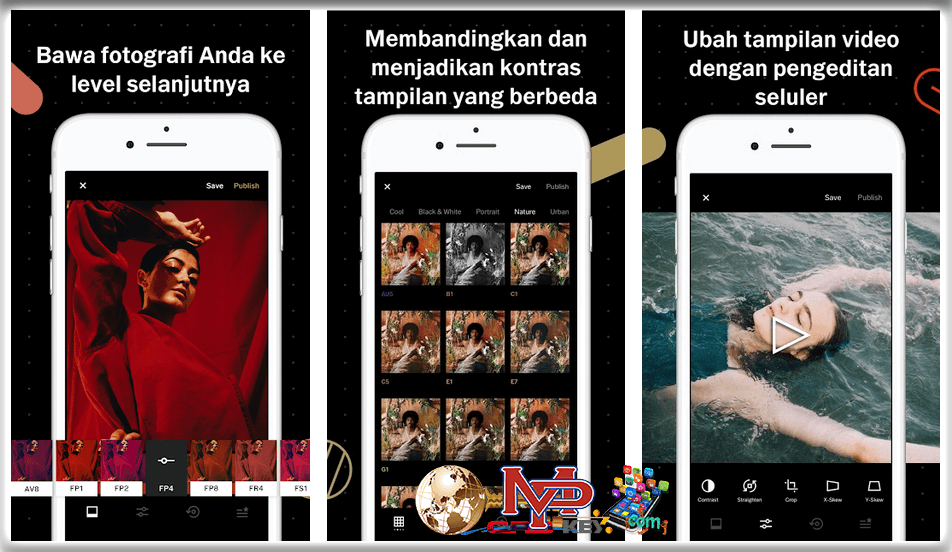 Bawa fotografi Anda ke
level selanjutnya
Save Publish
AV8 FP1 FP2 FP4 FP8 FR4 FS1
Membandingkan dan
menjadikan kontras
tampilan yang berbeda
Save Publish
Cool Black & White Portrait Nature Urban
AU5 B1 C1
C5 E1 E7
G1
MP
KEY
.com
Ubah tampilan video
dengan pengeditan
seluler
Save Publish
Contrast Straighten Crop X-Skew Y-Skew